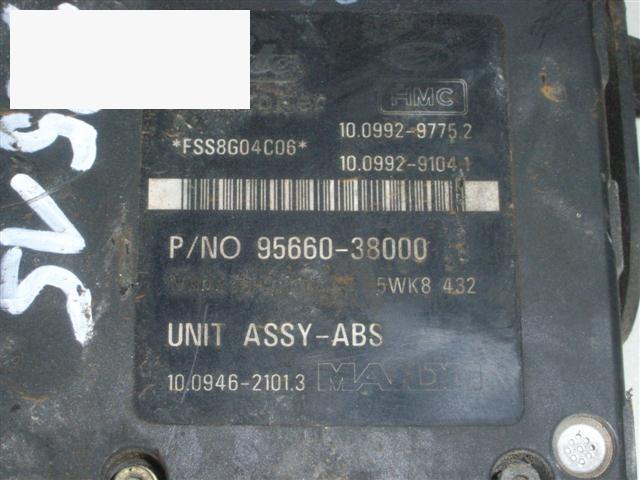 HMC
10.0992-9775.2
*FSS8G04C06*
10.0992-9104.1
P/NO 95660-38000
5WK8 432
UNIT ASSY-ABS
10.0946-2101.3 MANDO